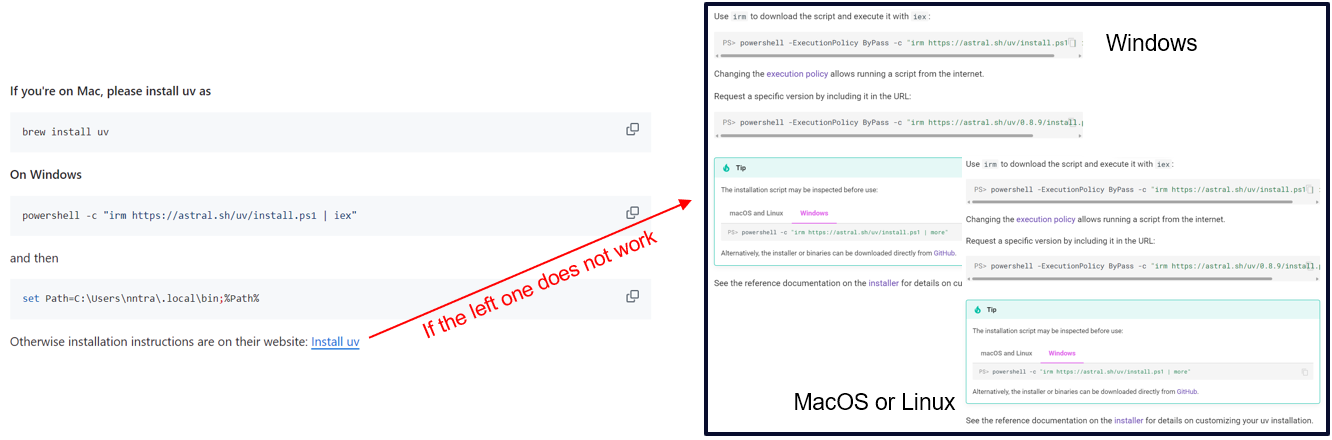 If you're on Mac, please install uv as
brew install uv
On Windows
powershell -c "irm https://astral.sh/uv/install.ps1 | iex"
and then
set Path=C:\Users\nntra\.local\bin;%Path%
Otherwise installation instructions are on their website: Install uv
If the left one does not work
Use irm to download the script and execute it with iex:
PS> powershell -ExecutionPolicy ByPass -c "irm https://astral.sh/uv/install.ps1 |
Windows
Changing the execution policy allows running a script from the internet.
Request a specific version by including it in the URL:
PS> powershell -ExecutionPolicy ByPass -c "irm https://astral.sh/uv/0.8.9/install.p
Tip
The installation script may be inspected before use:
macOS and Linux Windows
PS> powershell -c "irm https://astral.sh/uv/install.ps1 | more"
Alternatively, the installer or binaries can be downloaded directly from GitHub.
See the reference documentation on the installer for details on cu
MacOS or Linux
Use irm to download the script and execute it with iex:
PS> powershell -ExecutionPolicy ByPass -c "irm https://astral.sh/uv/install.ps1 |
Changing the execution policy allows running a script from the internet.
Request a specific version by including it in the URL:
PS> powershell -ExecutionPolicy ByPass -c "irm https://astral.sh/uv/0.8.9/install.p
Tip
The installation script may be inspected before use:
macOS and Linux Windows
PS> powershell -c "irm https://astral.sh/uv/install.ps1 | more"
Alternatively, the installer or binaries can be downloaded directly from GitHub.
See the reference documentation on the installer for details on customizing your uv installation.